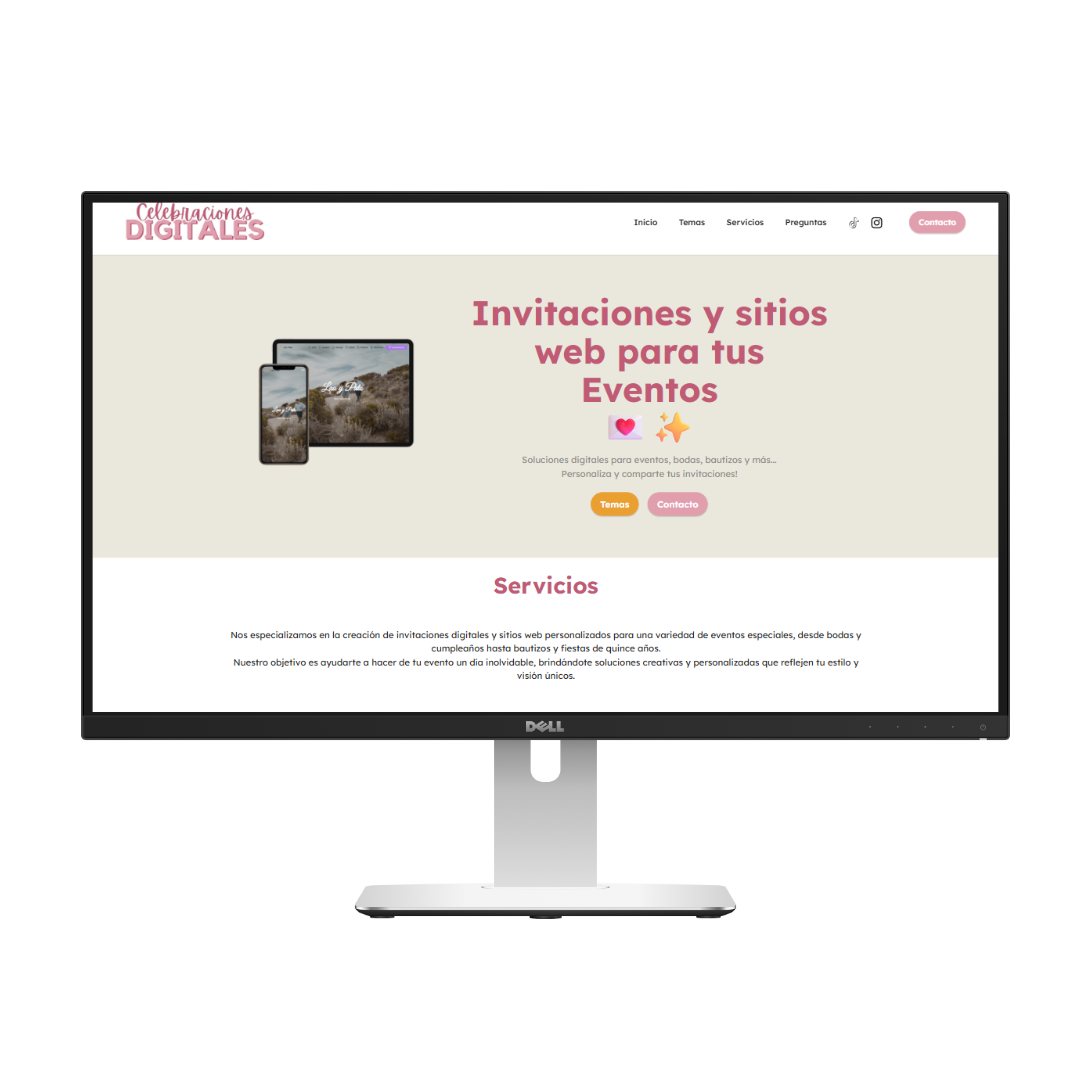 Celebraciones
DIGITALES
Inicio Temas Servicios Preguntas Contacto
Invitaciones y sitios
web para tus
Eventos
Soluciones digitales para eventos, bodas, bautizos y más...
Personaliza y comparte tus invitaciones!
Temas Contacto
Servicios
Nos especializamos en la creación de invitaciones digitales y sitios web personalizados para una variedad de eventos especiales, desde bodas y
cumpleaños hasta bautizos y fiestas de quince años.
Nuestro objetivo es ayudarte a hacer de tu evento un dia inolvidable, brindándote soluciones creativas y personalizadas que reflejen tu estilo y
visión únicos.
DELL